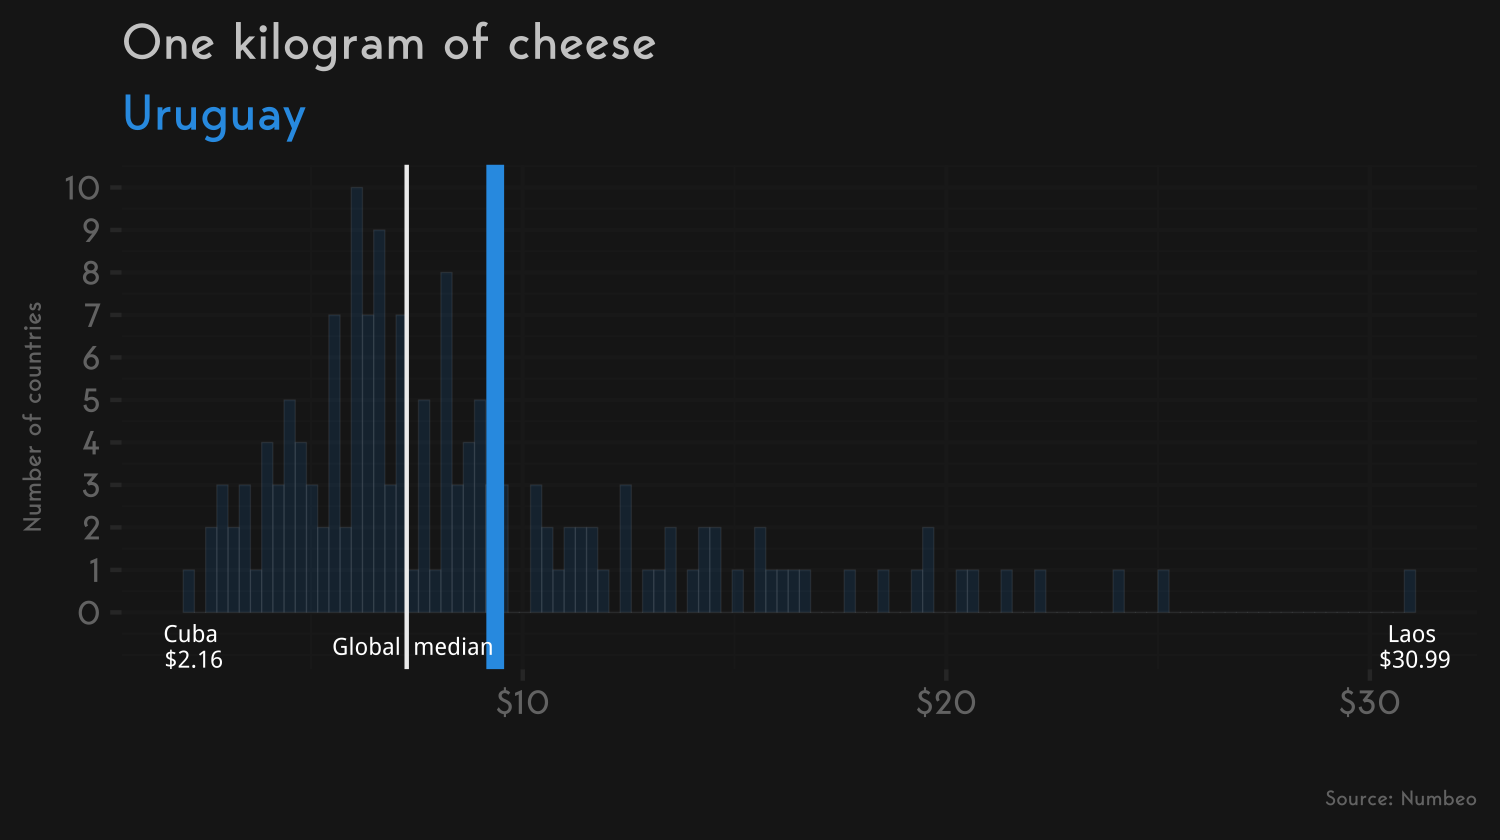 One kilogram of cheese
Uruguay
Number of countries
10
9
8
7
6
5
4
3
2
1
0
Cuba
$2.16
Global median
Laos
$30.99
$10
$20
$30
Source: Numbeo